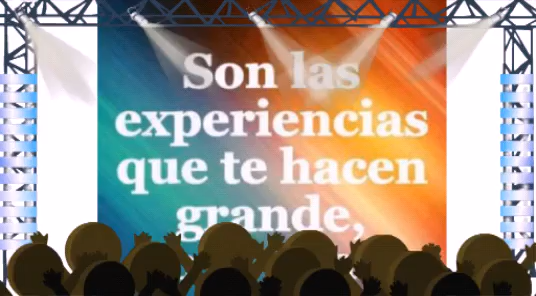 Son las
experiencias
que te hacen
grande,